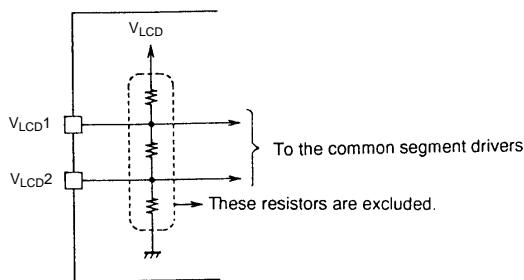 VLCD
VLCD1
To the common segment drivers
VLCD2
These resistors are excluded.